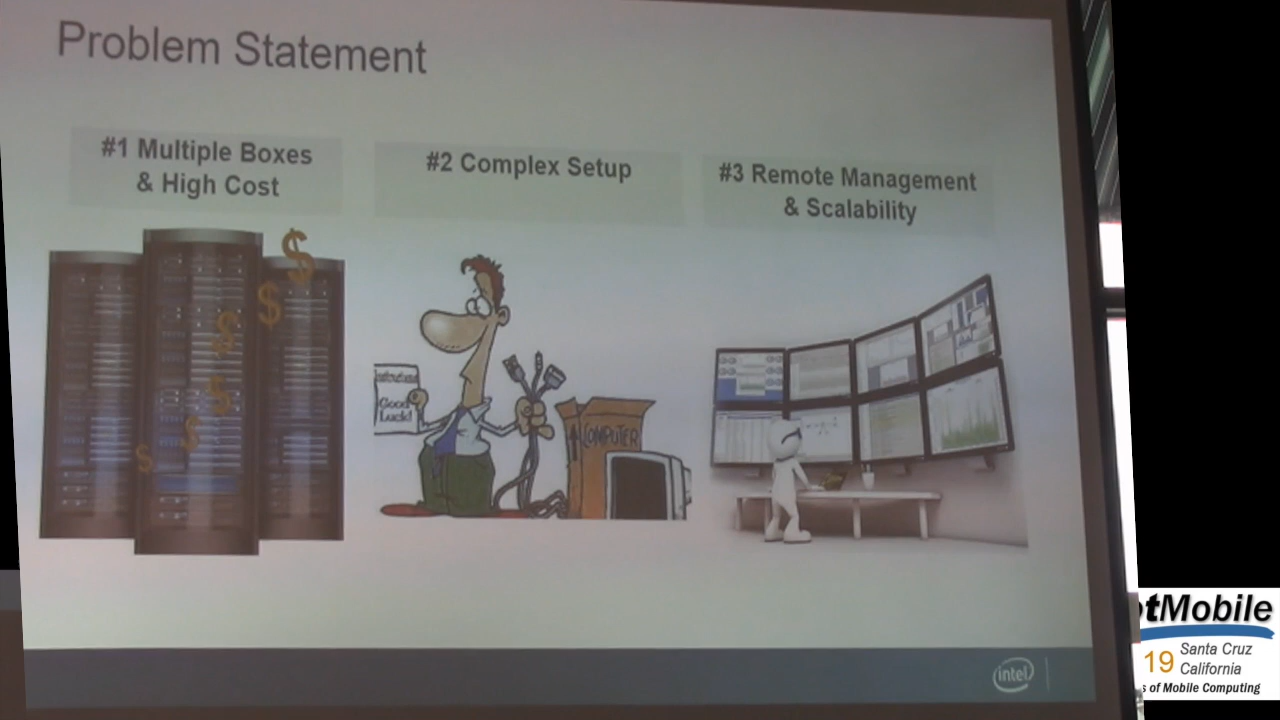 Problem Statement
#1 Multiple Boxes
& High Cost
#2 Complex Setup
#3 Remote Management
& Scalability
$
$
$
$
$
$
Good
Luck!
COMPUTER
intel
tMobile
19
Santa Cruz
California
s of Mobile Computing